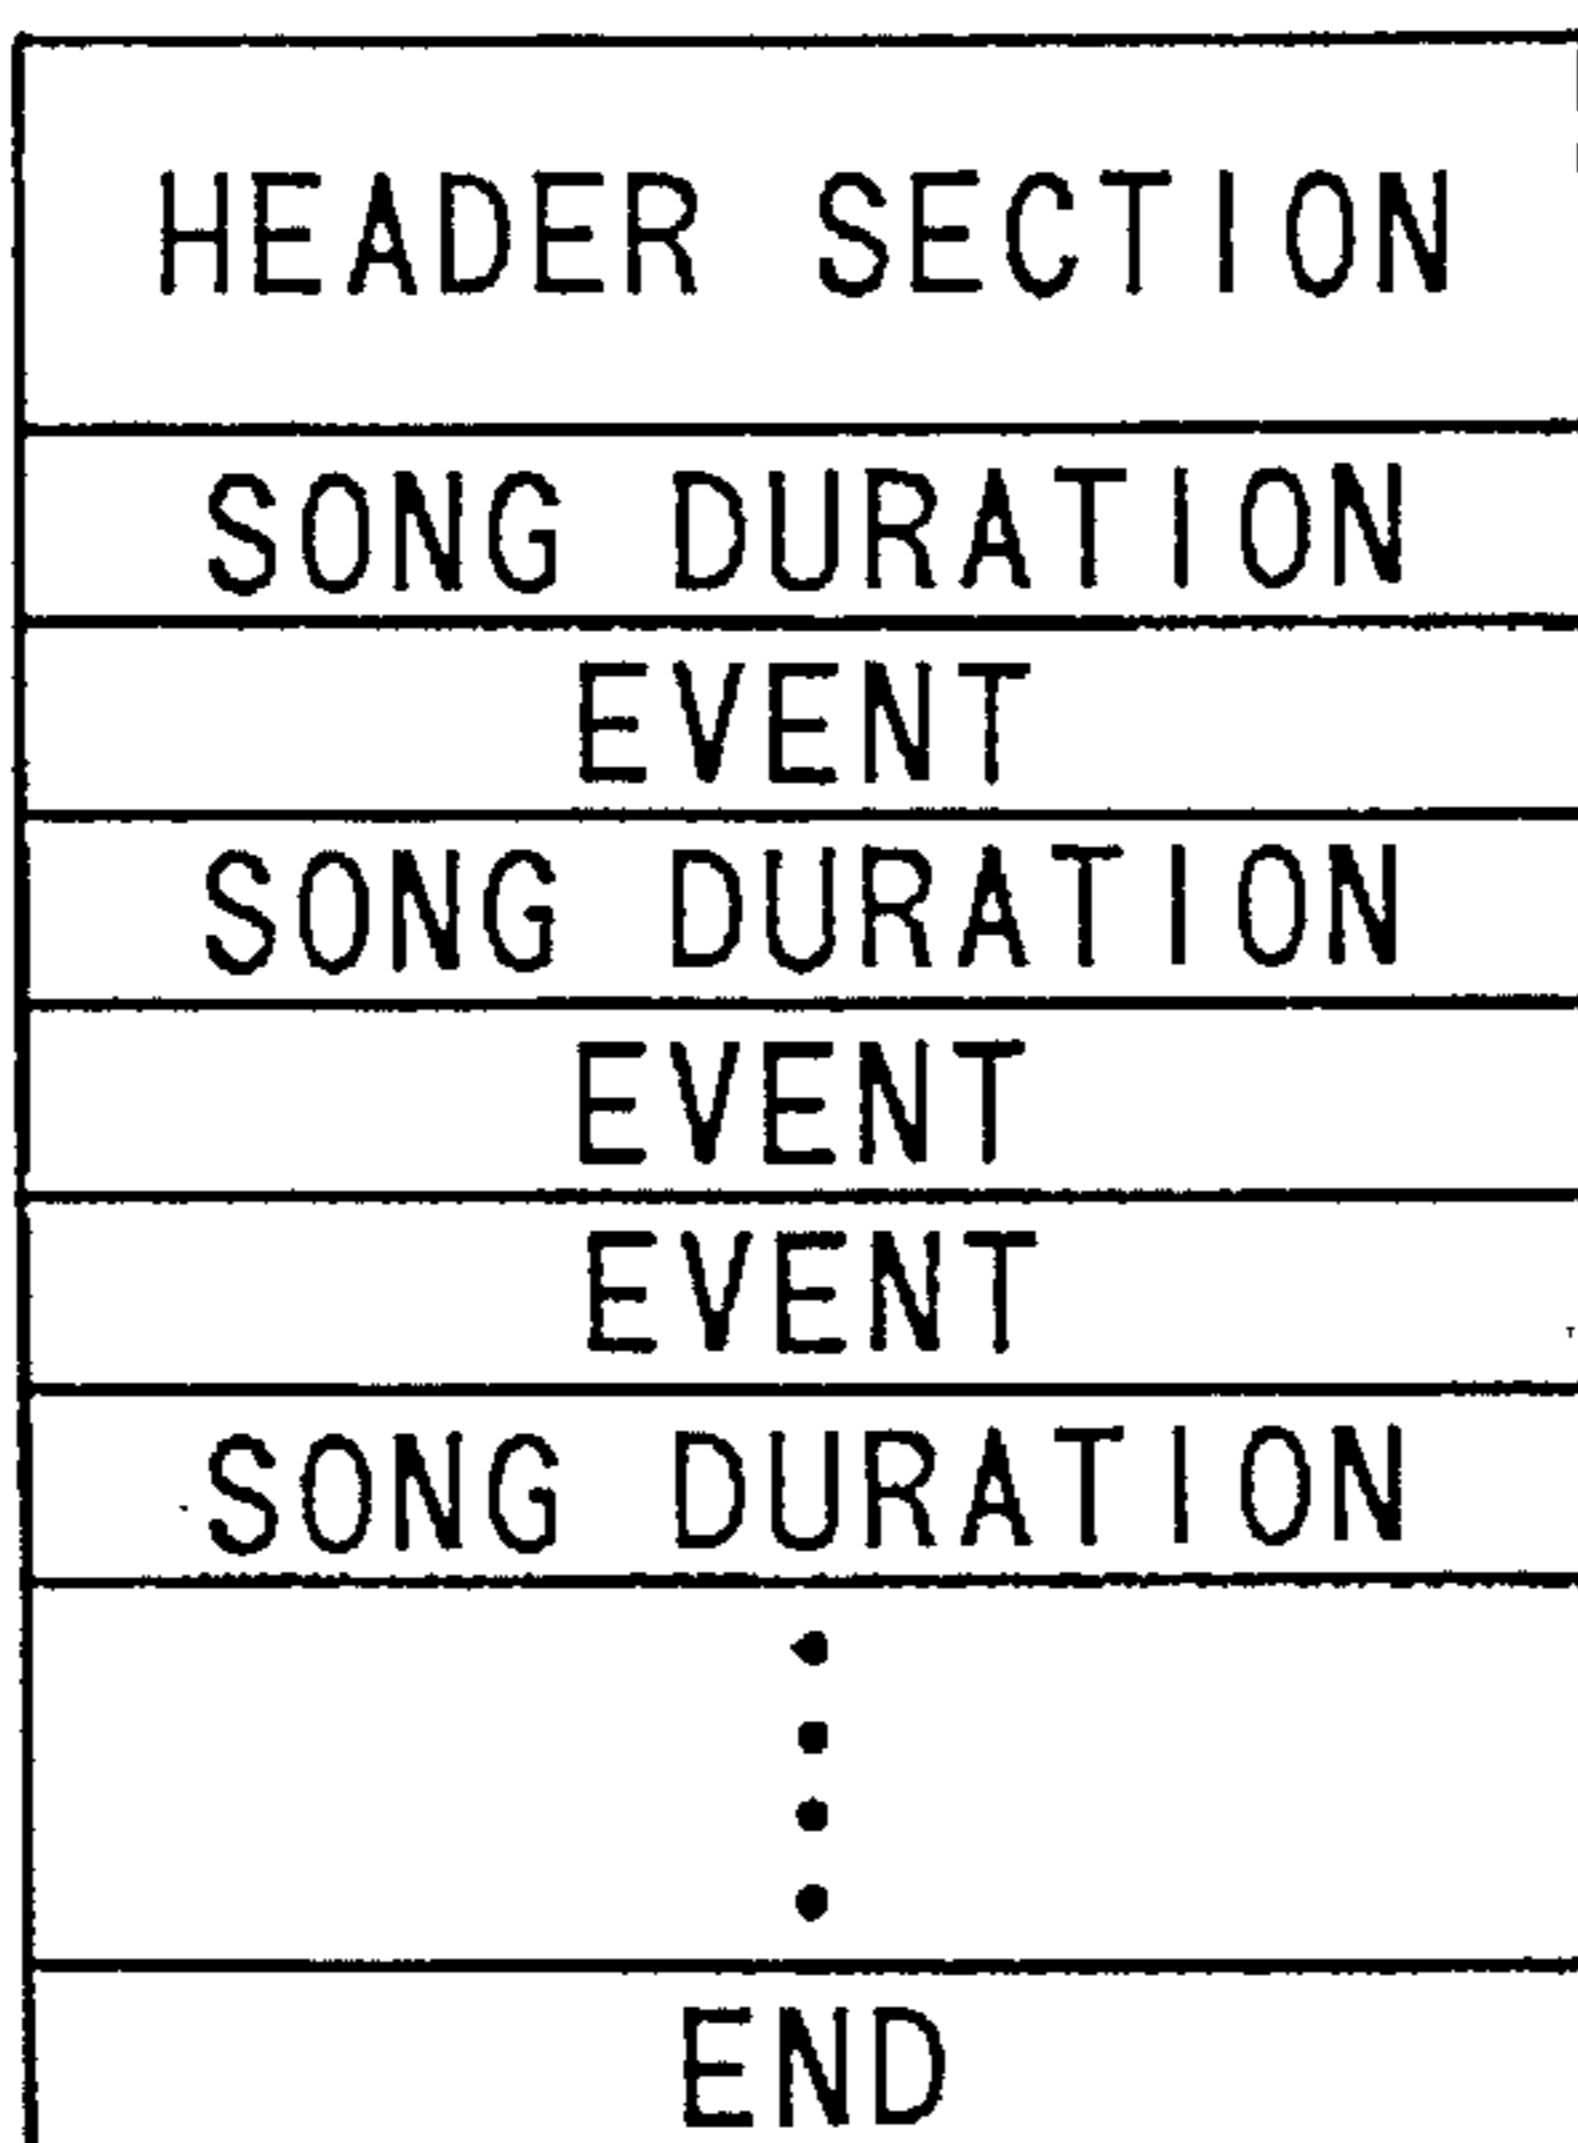 HEADER SECTION
SONG DURATION
EVENT
SONG DURATION
EVENT
EVENT
SONG DURATION
END